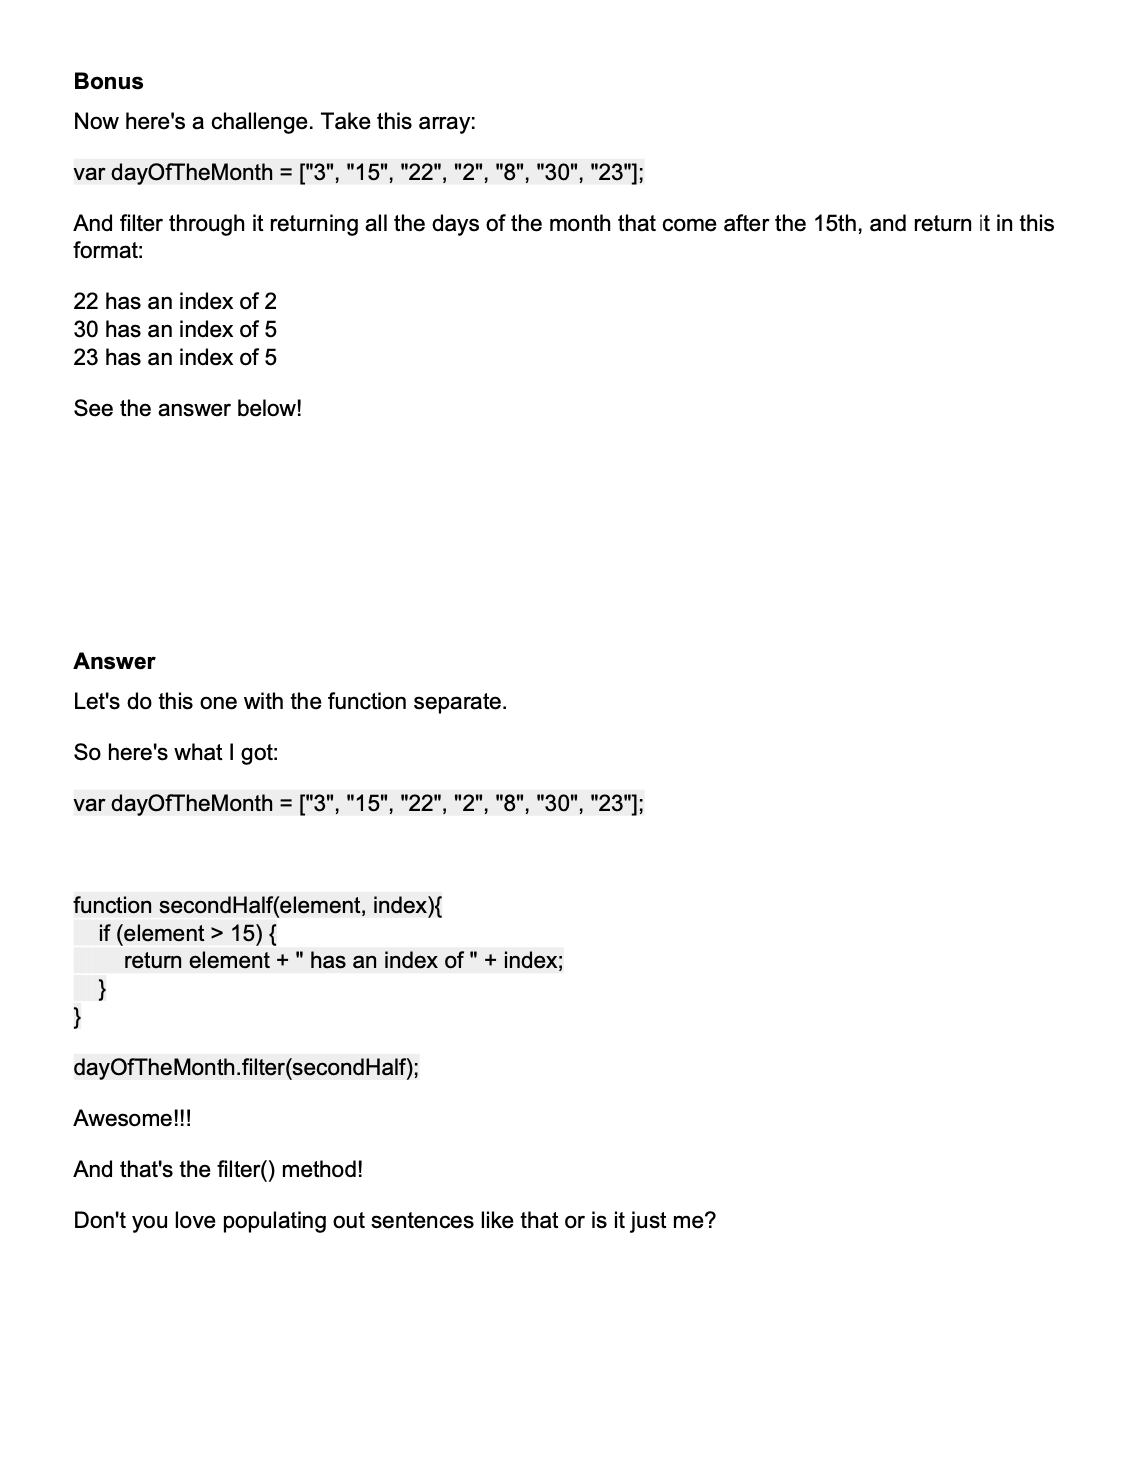 Bonus
Now here's a challenge. Take this array:
var dayOfTheMonth = ["3", "15", "22", "2", "8", "30", "23"];
And filter through it returning all the days of the month that come after the 15th, and return it in this
format:
22 has an index of 2
30 has an index of 5
23 has an index of 5
See the answer below!
Answer
Let's do this one with the function separate.
So here's what I got:
var dayOfTheMonth = ["3", "15", "22", "2", "8", "30", "23"];
function secondHalf(element, index){
    if (element > 15) {
        return element + " has an index of " + index;
    }
}
dayOfTheMonth.filter(secondHalf);
Awesome!!!
And that's the filter() method!
Don't you love populating out sentences like that or is it just me?